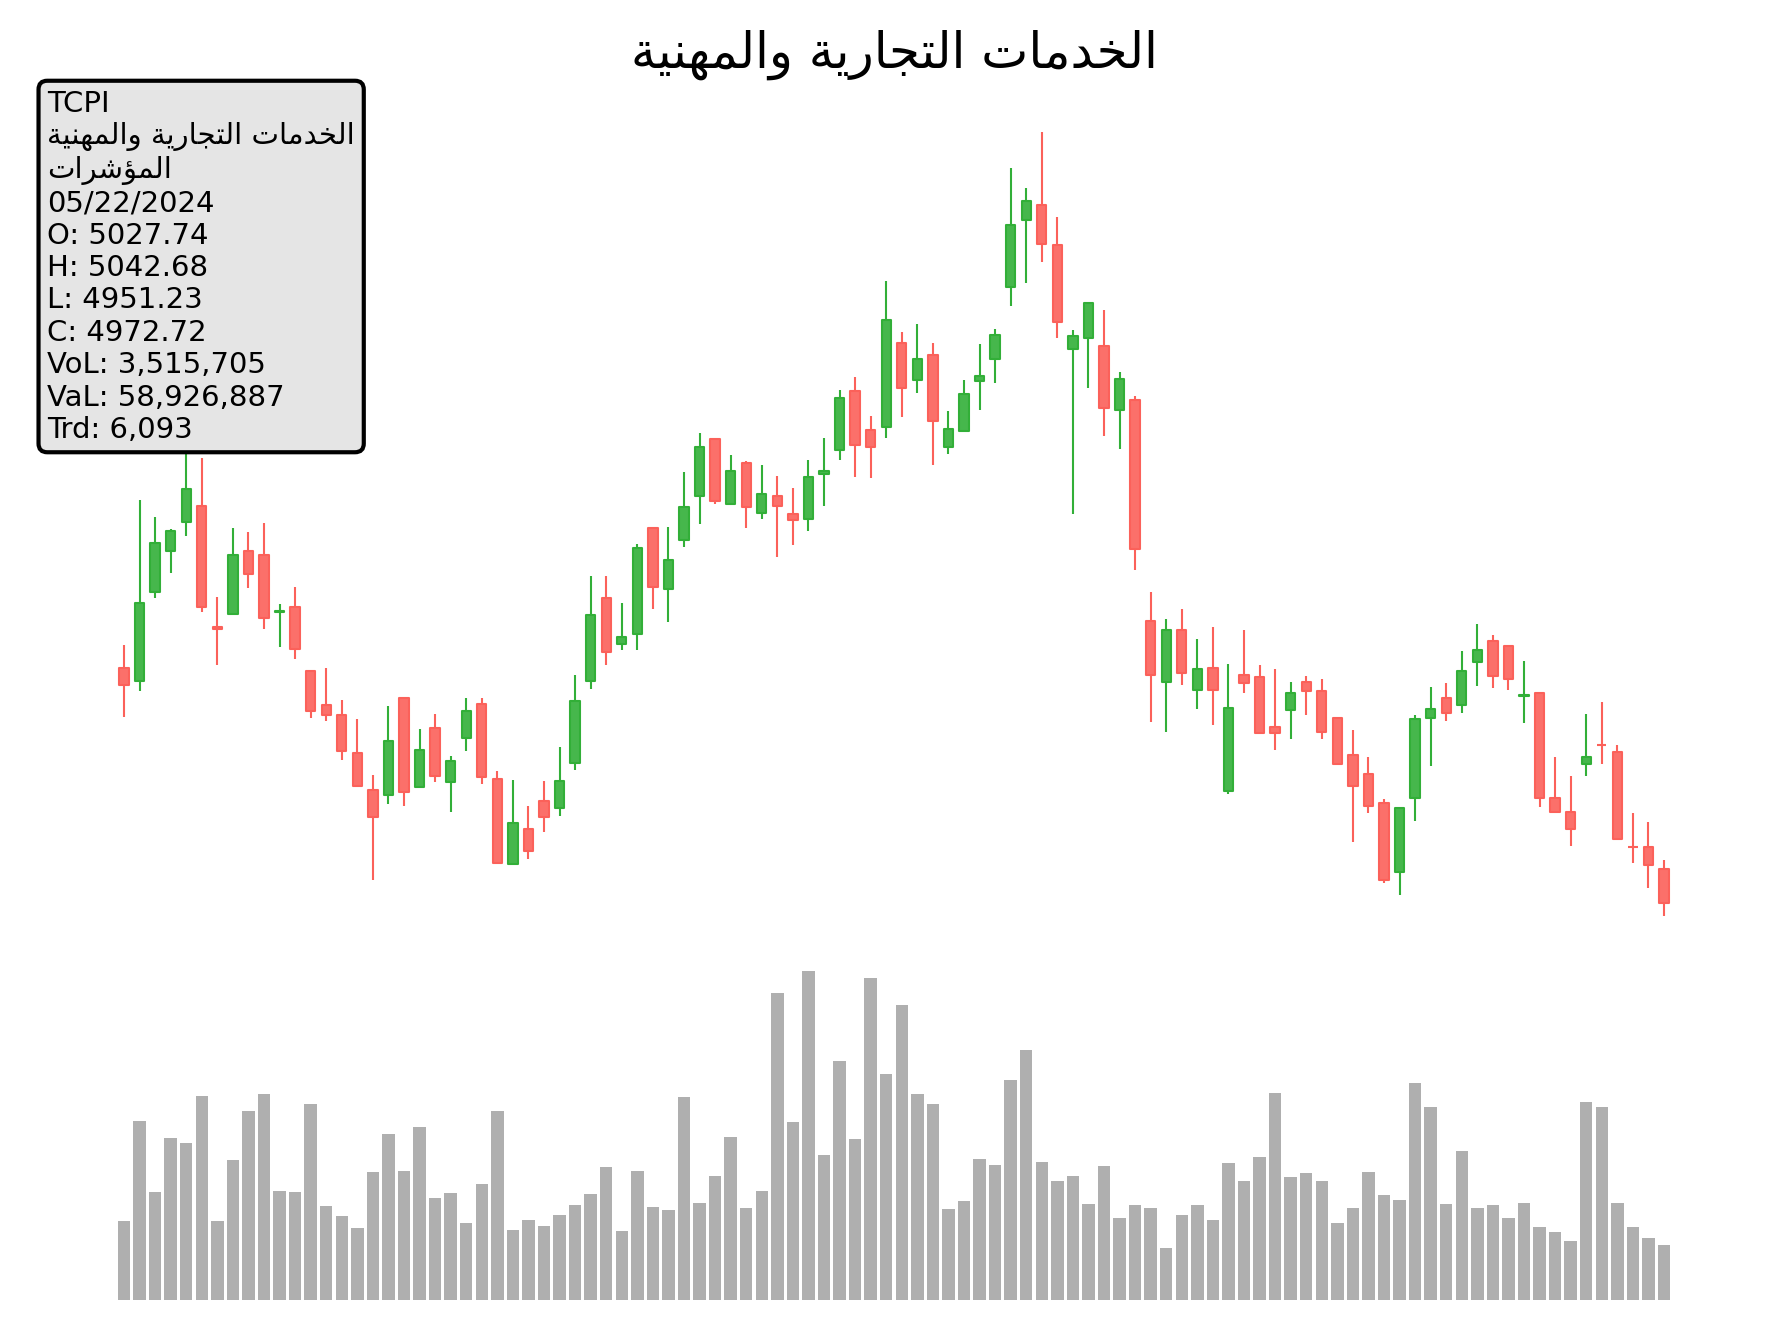 الخدمات التجارية والمهنية
TCPI
الخدمات التجارية والمهنية
المؤشرات
05/22/2024
O: 5027.74
H: 5042.68
L: 4951.23
C: 4972.72
VoL: 3,515,705
VaL: 58,926,887
Trd: 6,093